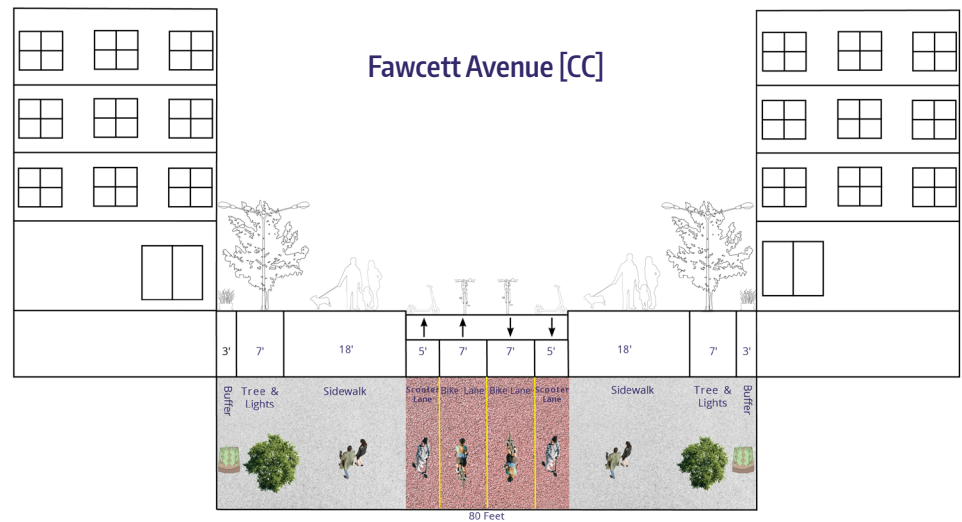 Fawcett Avenue [CC]
3'
7'
18'
5'
7'
7'
5'
18'
7'
3'
Buffer
Tree &
Lights
Sidewalk
Scooter
Lane
Bike Lane
Bike Lane
Scooter
Lane
Sidewalk
Tree &
Lights
Buffer
80 Feet